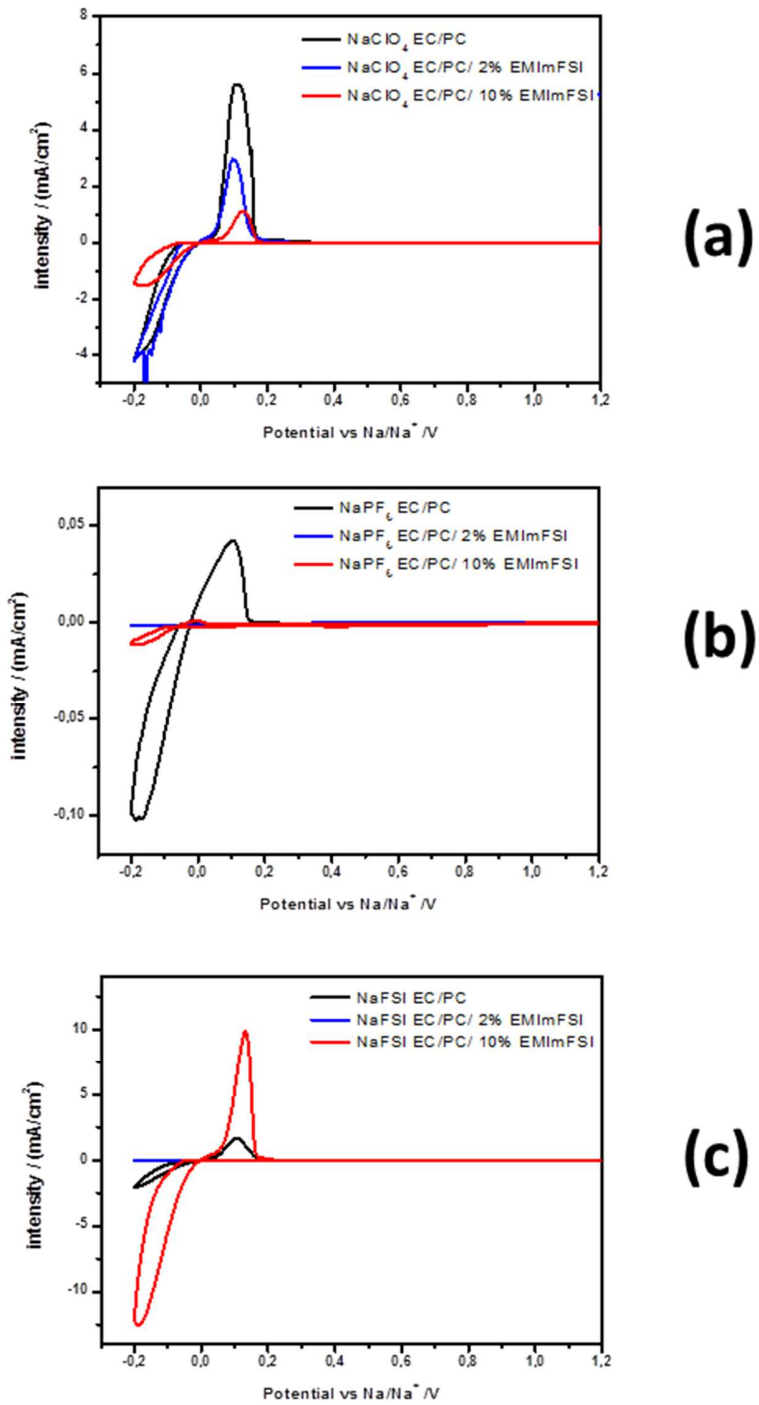 8
NaClO4 EC/PC
NaClO4 EC/PC/ 2% EMImFSI
NaClO4 EC/PC/ 10% EMImFSI
6
4
2
0
-2
-4
intensity / (mA/cm²)
-0,2 0,0 0,2 0,4 0,6 0,8 1,0 1,2
Potential vs Na/Na+ /V
(a)
NaPF6 EC/PC
NaPF6 EC/PC/ 2% EMImFSI
NaPF6 EC/PC/ 10% EMImFSI
0,05
0,00
-0,05
-0,10
intensity / (mA/cm²)
-0,2 0,0 0,2 0,4 0,6 0,8 1,0 1,2
Potential vs Na/Na+ /V
(b)
NaFSI EC/PC
NaFSI EC/PC/ 2% EMImFSI
NaFSI EC/PC/ 10% EMImFSI
10
5
0
-5
-10
intensity / (mA/cm²)
-0,2 0,0 0,2 0,4 0,6 0,8 1,0 1,2
Potential vs Na/Na+ /V
(c)